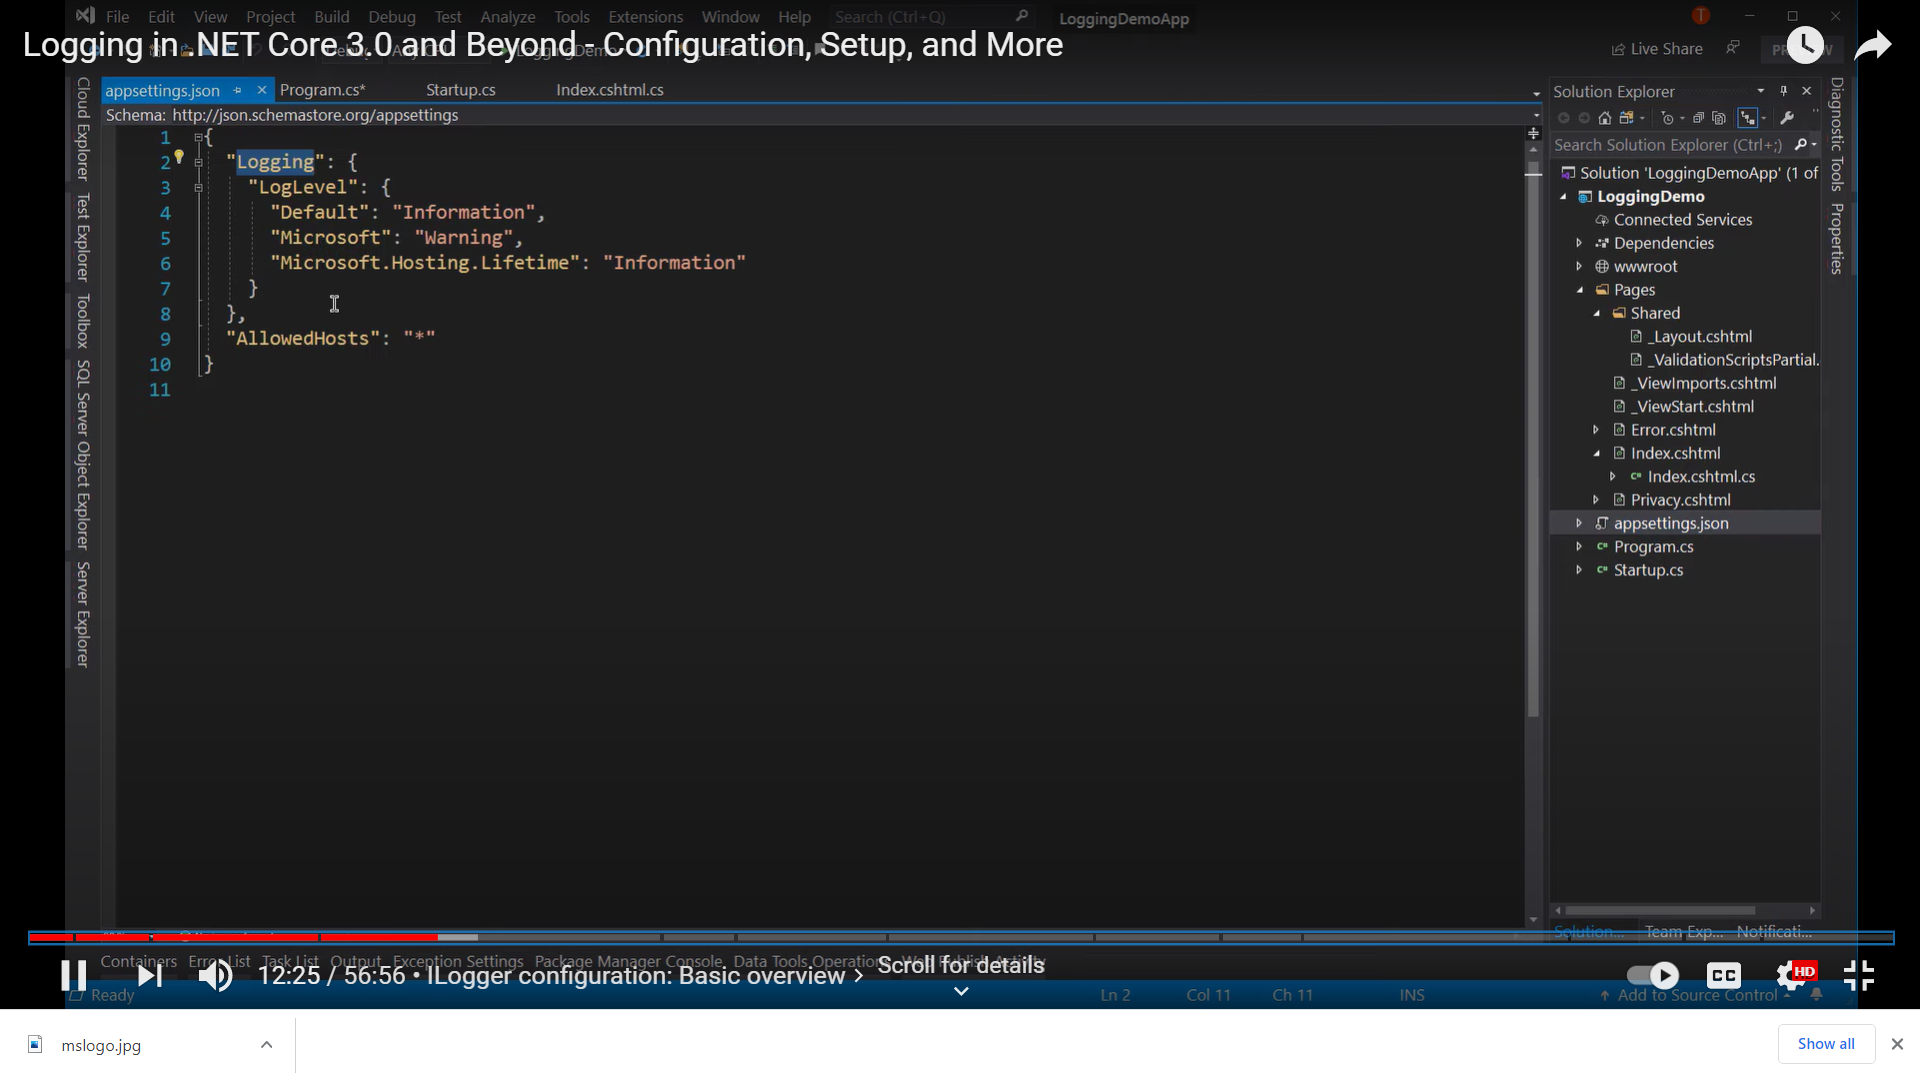 File Edit View Project Build Debug Test Analyze Tools Extensions Window Help Search (Ctrl+Q) LoggingDemoApp
Logging in .NET Core 3.0 and Beyond - Configuration, Setup, and More
Live Share
appsettings.json Program.cs* Startup.cs Index.cshtml.cs
Schema: http://json.schemastore.org/appsettings
1 {
2 "Logging": {
3 "LogLevel": {
4 "Default": "Information",
5 "Microsoft": "Warning",
6 "Microsoft.Hosting.Lifetime": "Information"
7 }
8 },
9 "AllowedHosts": "*"
10 }
11
Cloud Explorer
Test Explorer
Toolbox
SQL Server Object Explorer
Server Explorer
Solution Explorer
Search Solution Explorer (Ctrl+;)
Solution 'LoggingDemoApp' (1 of
LoggingDemo
Connected Services
Dependencies
wwwroot
Pages
Shared
_Layout.cshtml
_ValidationScriptsPartial.
_ViewImports.cshtml
_ViewStart.cshtml
Error.cshtml
Index.cshtml
Index.cshtml.cs
Privacy.cshtml
appsettings.json
Program.cs
Startup.cs
Diagnostic Tools
Properties
Solution... Team Exp... Notificati...
Containers Error List Task List Output Exception Settings Package Manager Console Data Tools Operation
12:25 / 56:56 • ILogger configuration: Basic overview >
Scroll for details
CC
HD
Ready Ln 2 Col 11 Ch 11 INS Add to Source Control
mslogo.jpg
Show all